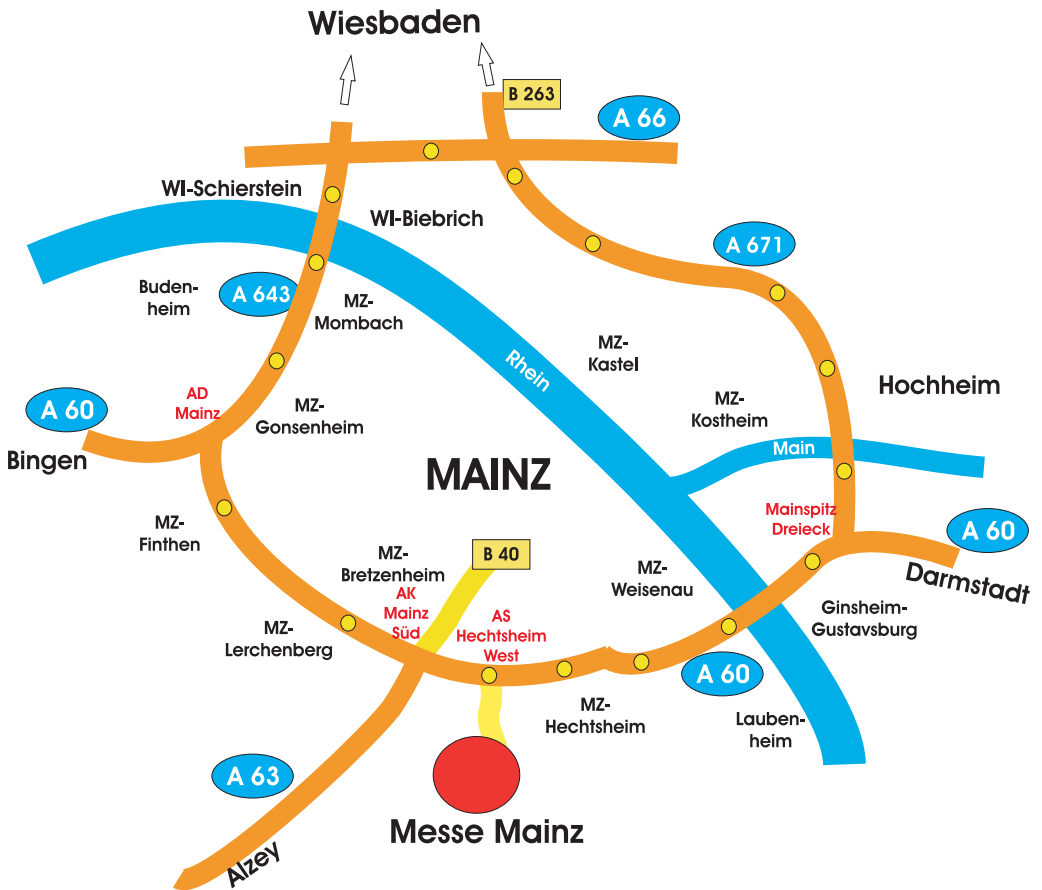 Wiesbaden
B 263
A 66
WI-Schierstein
WI-Biebrich
A 671
Buden-
heim
A 643
MZ-
Mombach
Rhein
MZ-
Kastel
Hochheim
AD
Mainz
A 60
Bingen
MZ-
Gonsenheim
MZ-
Kostheim
Main
MAINZ
Mainspitz
Dreieck
A 60
Darmstadt
MZ-
Finthen
B 40
MZ-
Bretzenheim
AK
Mainz
Süd
AS
Hechtsheim
West
MZ-
Weisenau
Ginsheim-
Gustavsburg
MZ-
Lerchenberg
A 60
MZ-
Hechtsheim
Lauben-
heim
A 63
Messe Mainz
Alzey